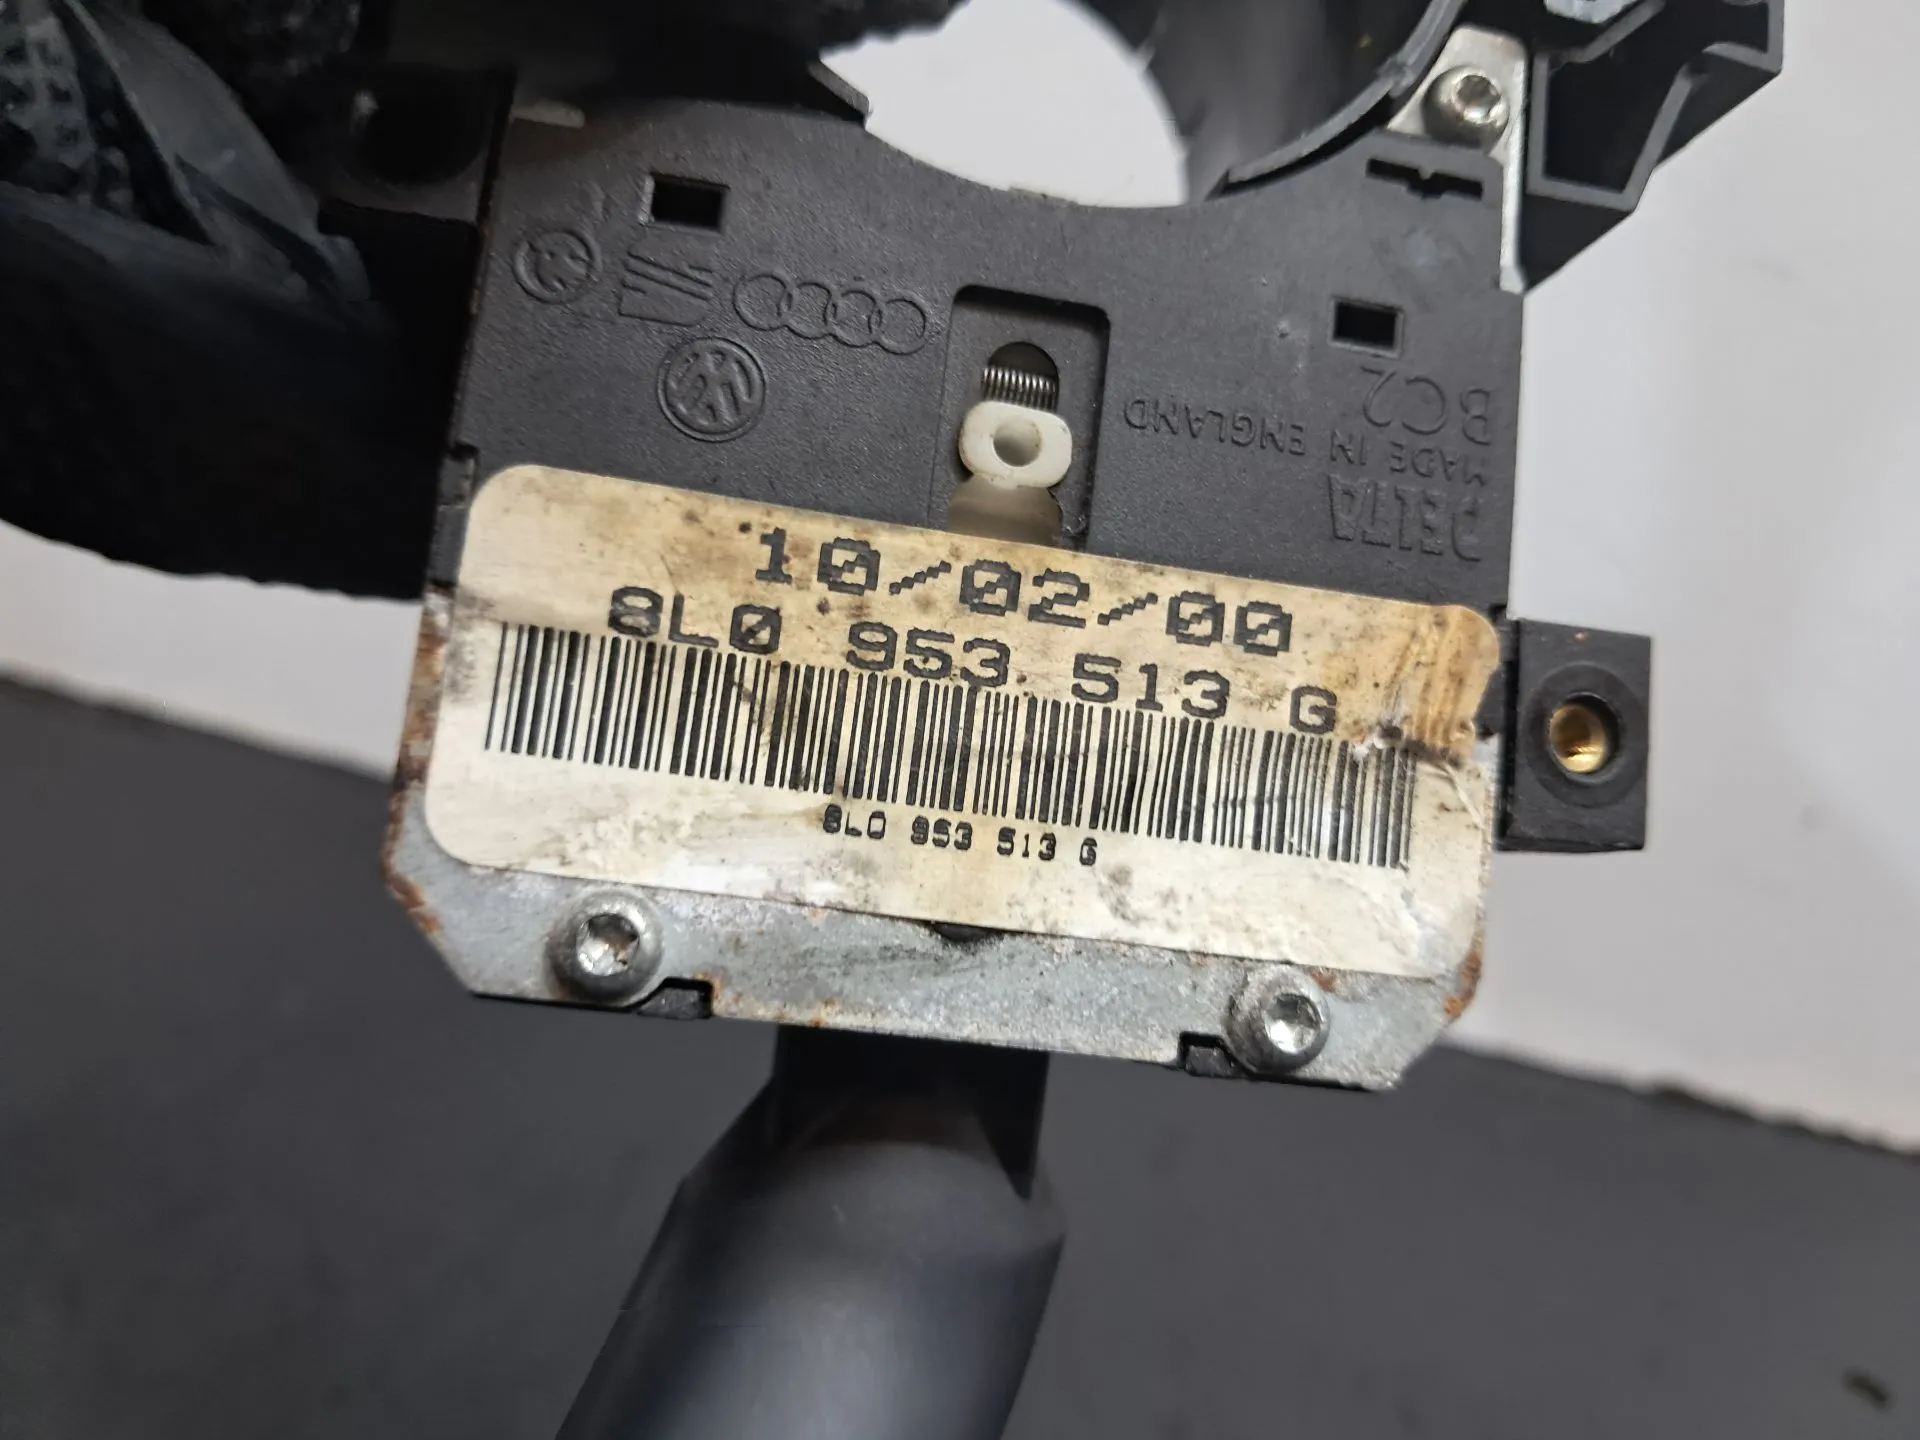 10/02/00
8L0 953 513 G
8L0 953 513 G
BC2
MADE IN ENGLAND
DELTA